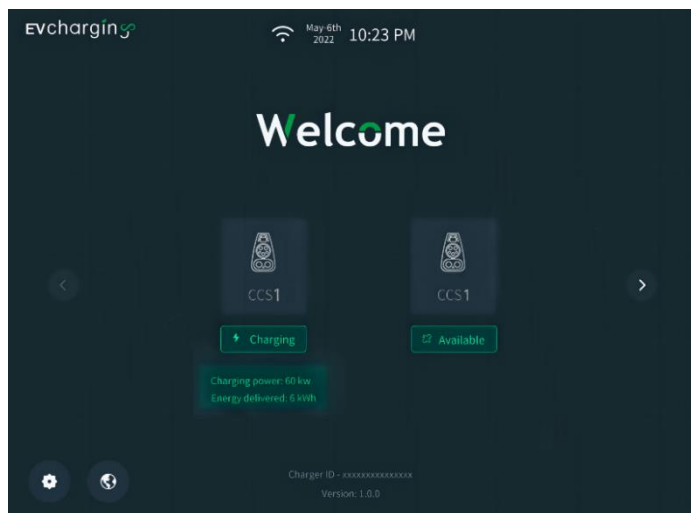 EVcharging
May 6th 2022 10:23 PM
Welcome
CCS1 CCS1
Charging Available
Charging power: 60 kw
Energy delivered: 6 kWh
Charger ID - xxxxxxxxxxxxxxx
Version: 1.0.0